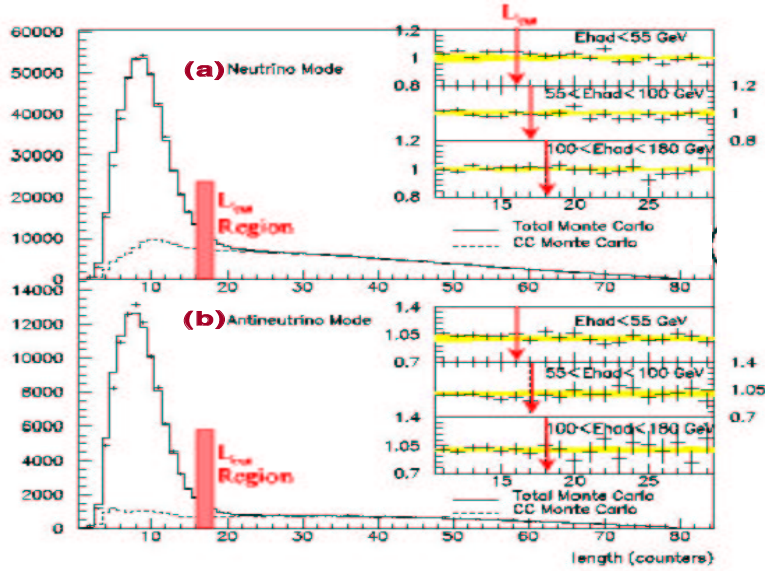 L_cut
60000
50000
40000
30000
20000
10000
0
(a) Neutrino Mode
L_cut
Region
Ehad<55 GeV
1
0.8
55<Ehad<100 GeV
1.2
1
0.8
1.2
100<Ehad<180 GeV
1
0.8
15 20 25
Total Monte Carlo
CC Monte Carlo
0 10 20 30 40 50 60 70 80
14000
12000
10000
8000
6000
4000
2000
0
(b) Antineutrino Mode
L_cut
Region
1.4
Ehad<55 GeV
1.05
0.7
55<Ehad<100 GeV
1.4
1.05
0.7
1.4
100<Ehad<180 GeV
1.05
0.7
15 20 25
Total Monte Carlo
CC Monte Carlo
10 20 30 40 50 60 70 80
length (counters)